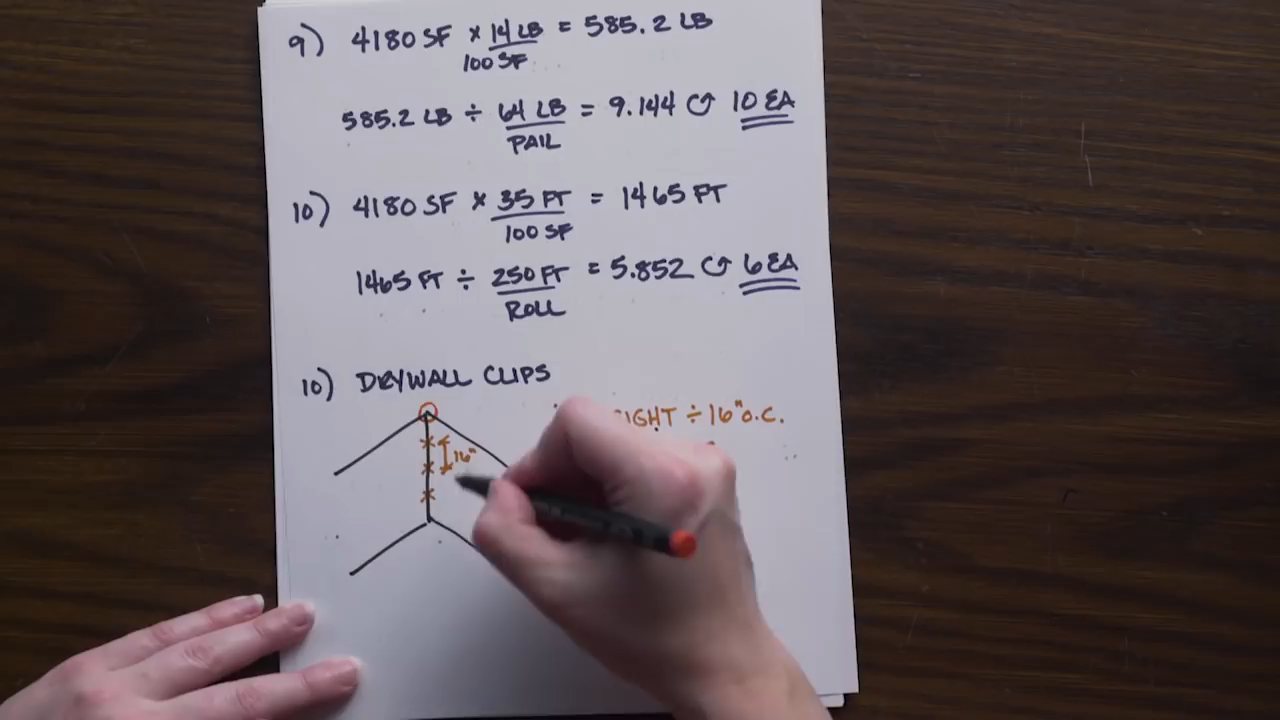 9) 4180 SF × 14 LB = 585.2 LB
100 SF
585.2 LB ÷ 64 LB = 9.144 ↺ 10 EA
PAIL
10) 4180 SF × 35 FT = 1465 FT
100 SF
1465 FT ÷ 250 FT = 5.852 ↺ 6 EA
ROLL
10) DRYWALL CLIPS
÷ 16" O.C.
16"